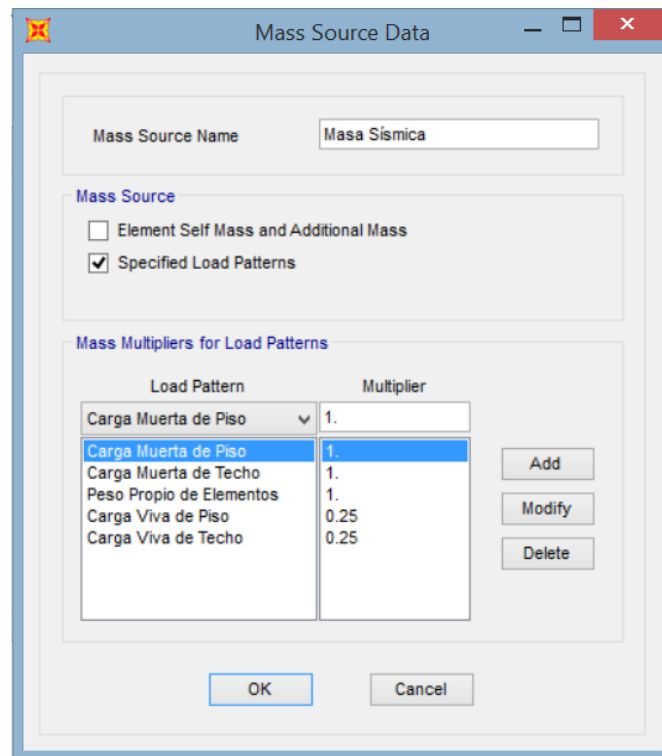 Mass Source Data
Mass Source Name Masa Sísmica
Mass Source
Element Self Mass and Additional Mass
Specified Load Patterns
Mass Multipliers for Load Patterns
Load Pattern Multiplier
Carga Muerta de Piso 1.
Carga Muerta de Piso 1.
Carga Muerta de Techo 1.
Peso Propio de Elementos 1.
Carga Viva de Piso 0.25
Carga Viva de Techo 0.25
Add
Modify
Delete
OK Cancel